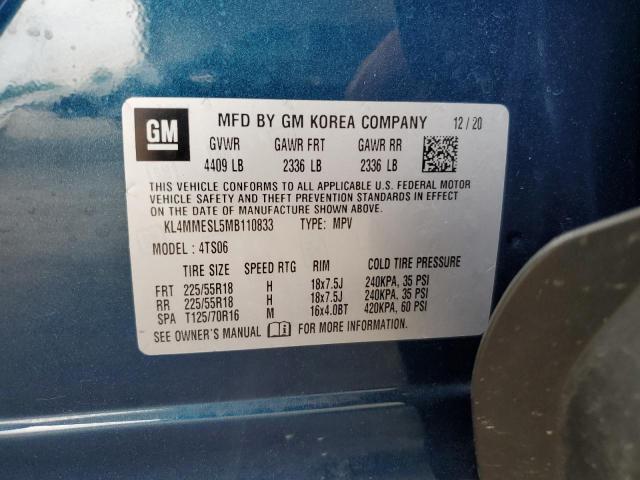 GM MFD BY GM KOREA COMPANY 12/20
GVWR GAWR FRT GAWR RR
4409 LB 2336 LB 2336 LB
THIS VEHICLE CONFORMS TO ALL APPLICABLE U.S. FEDERAL MOTOR
VEHICLE SAFETY AND THEFT PREVENTION STANDARDS IN EFFECT
ON THE DATE OF MANUFACTURE SHOWN ABOVE.
KL4MMESL5MB110833 TYPE: MPV
MODEL: 4TS06
TIRE SIZE SPEED RTG RIM COLD TIRE PRESSURE
FRT 225/55R18 H 18x7.5J 240KPA, 35 PSI
RR 225/55R18 H 18x7.5J 240KPA, 35 PSI
SPA T125/70R16 M 16x4.0BT 420KPA, 60 PSI
SEE OWNER'S MANUAL FOR MORE INFORMATION.